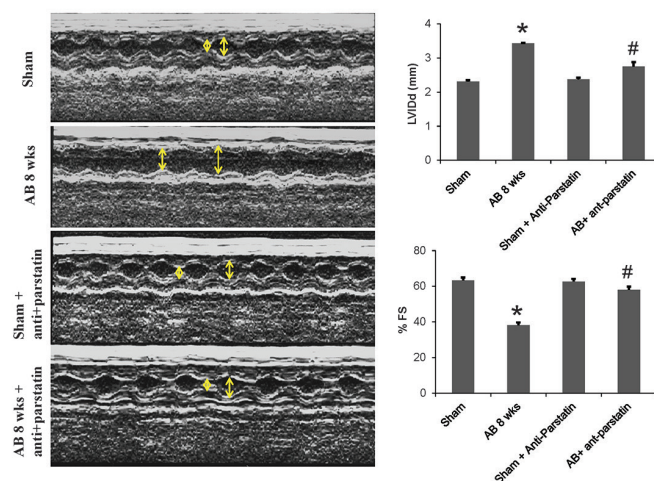 Sham
AB 8 wks
Sham +
anti+parstatin
AB 8 wks +
anti+parstatin
LVIDd (mm)
4
3
2
1
0
*
#
Sham
AB 8 wks
Sham + Anti-Parstatin
AB+ ant-parstatin
% FS
80
60
40
20
0
*
#
Sham
AB 8 wks
Sham + Anti-Parstatin
AB+ ant-parstatin